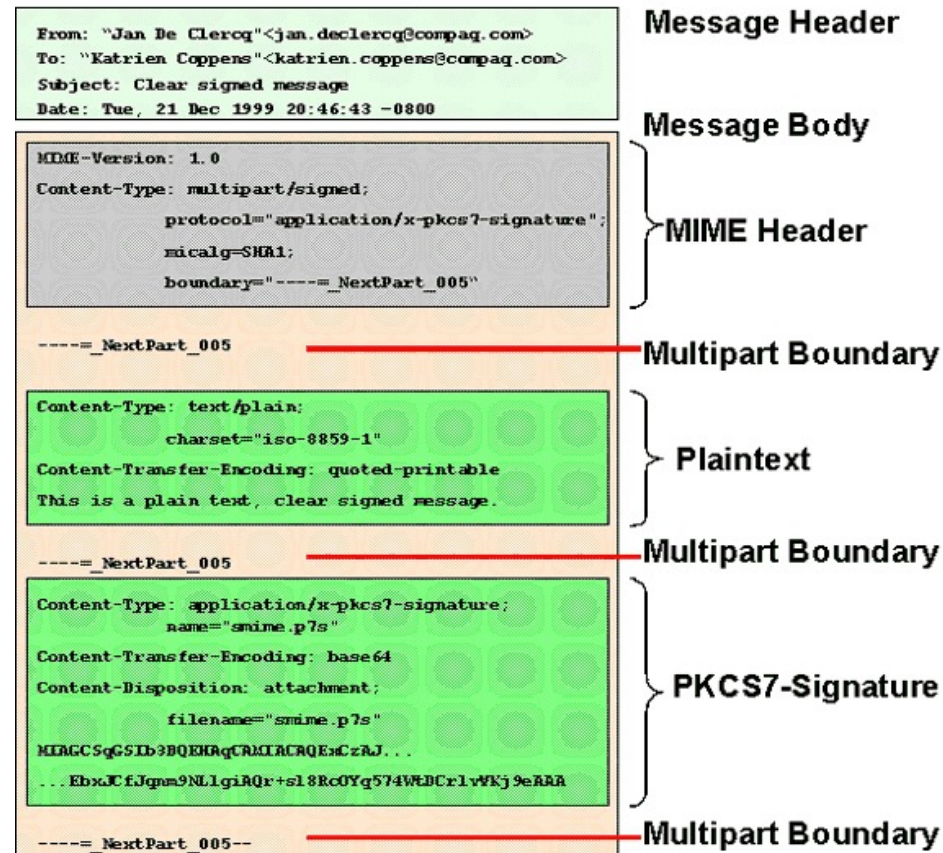 Message Header
From: "Jan De Clercq"<jan.declercq@compaq.com>
To: "Katrien Coppens"<katrien.coppens@compaq.com>
Subject: Clear signed message
Date: Tue, 21 Dec 1999 20:46:43 -0800
Message Body
MIME-Version: 1.0
Content-Type: multipart/signed;
protocol="application/x-pkcs7-signature";
micalg=SHA1;
boundary="----=_NextPart_005"
MIME Header
----=_NextPart_005
Multipart Boundary
Content-Type: text/plain;
charset="iso-8859-1"
Content-Transfer-Encoding: quoted-printable
This is a plain text, clear signed message.
Plaintext
----=_NextPart_005
Multipart Boundary
Content-Type: application/x-pkcs7-signature;
name="smime.p7s"
Content-Transfer-Encoding: base64
Content-Disposition: attachment;
filename="smime.p7s"
PKCS7-Signature
----=_NextPart_005--
Multipart Boundary